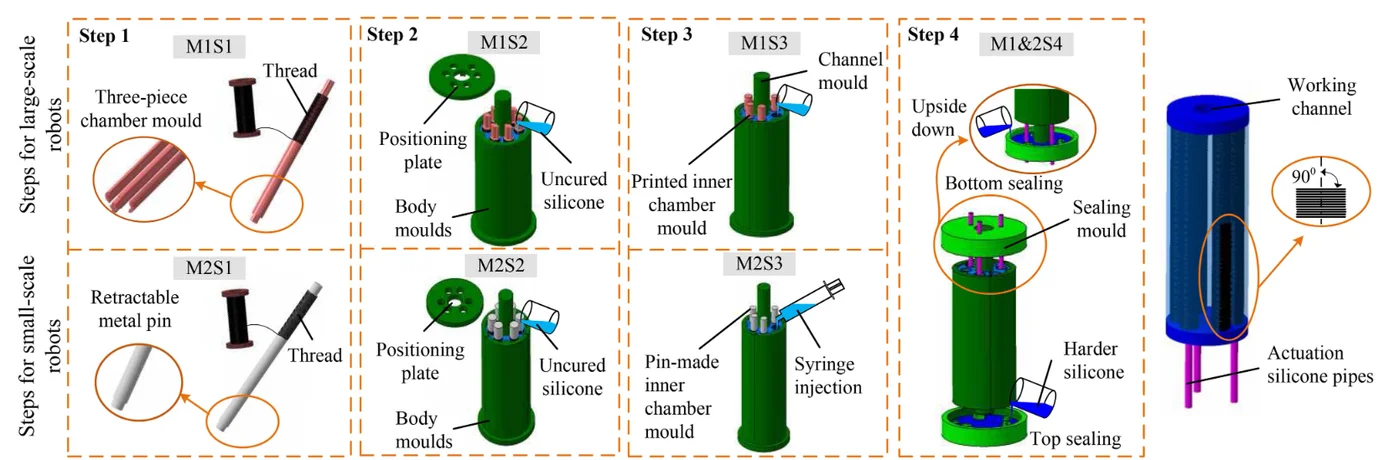 Steps for large-scale
robots
Step 1
M1S1
Thread
Three-piece
chamber mould
Step 2
M1S2
Positioning
plate
Uncured
silicone
Body
moulds
Step 3
M1S3
Channel
mould
Printed inner
chamber
mould
Step 4
M1&2S4
Upside
down
Bottom sealing
Sealing
mould
Harder
silicone
Top sealing
Working
channel
90⁰
Actuation
silicone pipes
Steps for small-scale
robots
M2S1
Retractable
metal pin
Thread
M2S2
Positioning
plate
Uncured
silicone
Body
moulds
M2S3
Pin-made
inner
chamber
mould
Syringe
injection